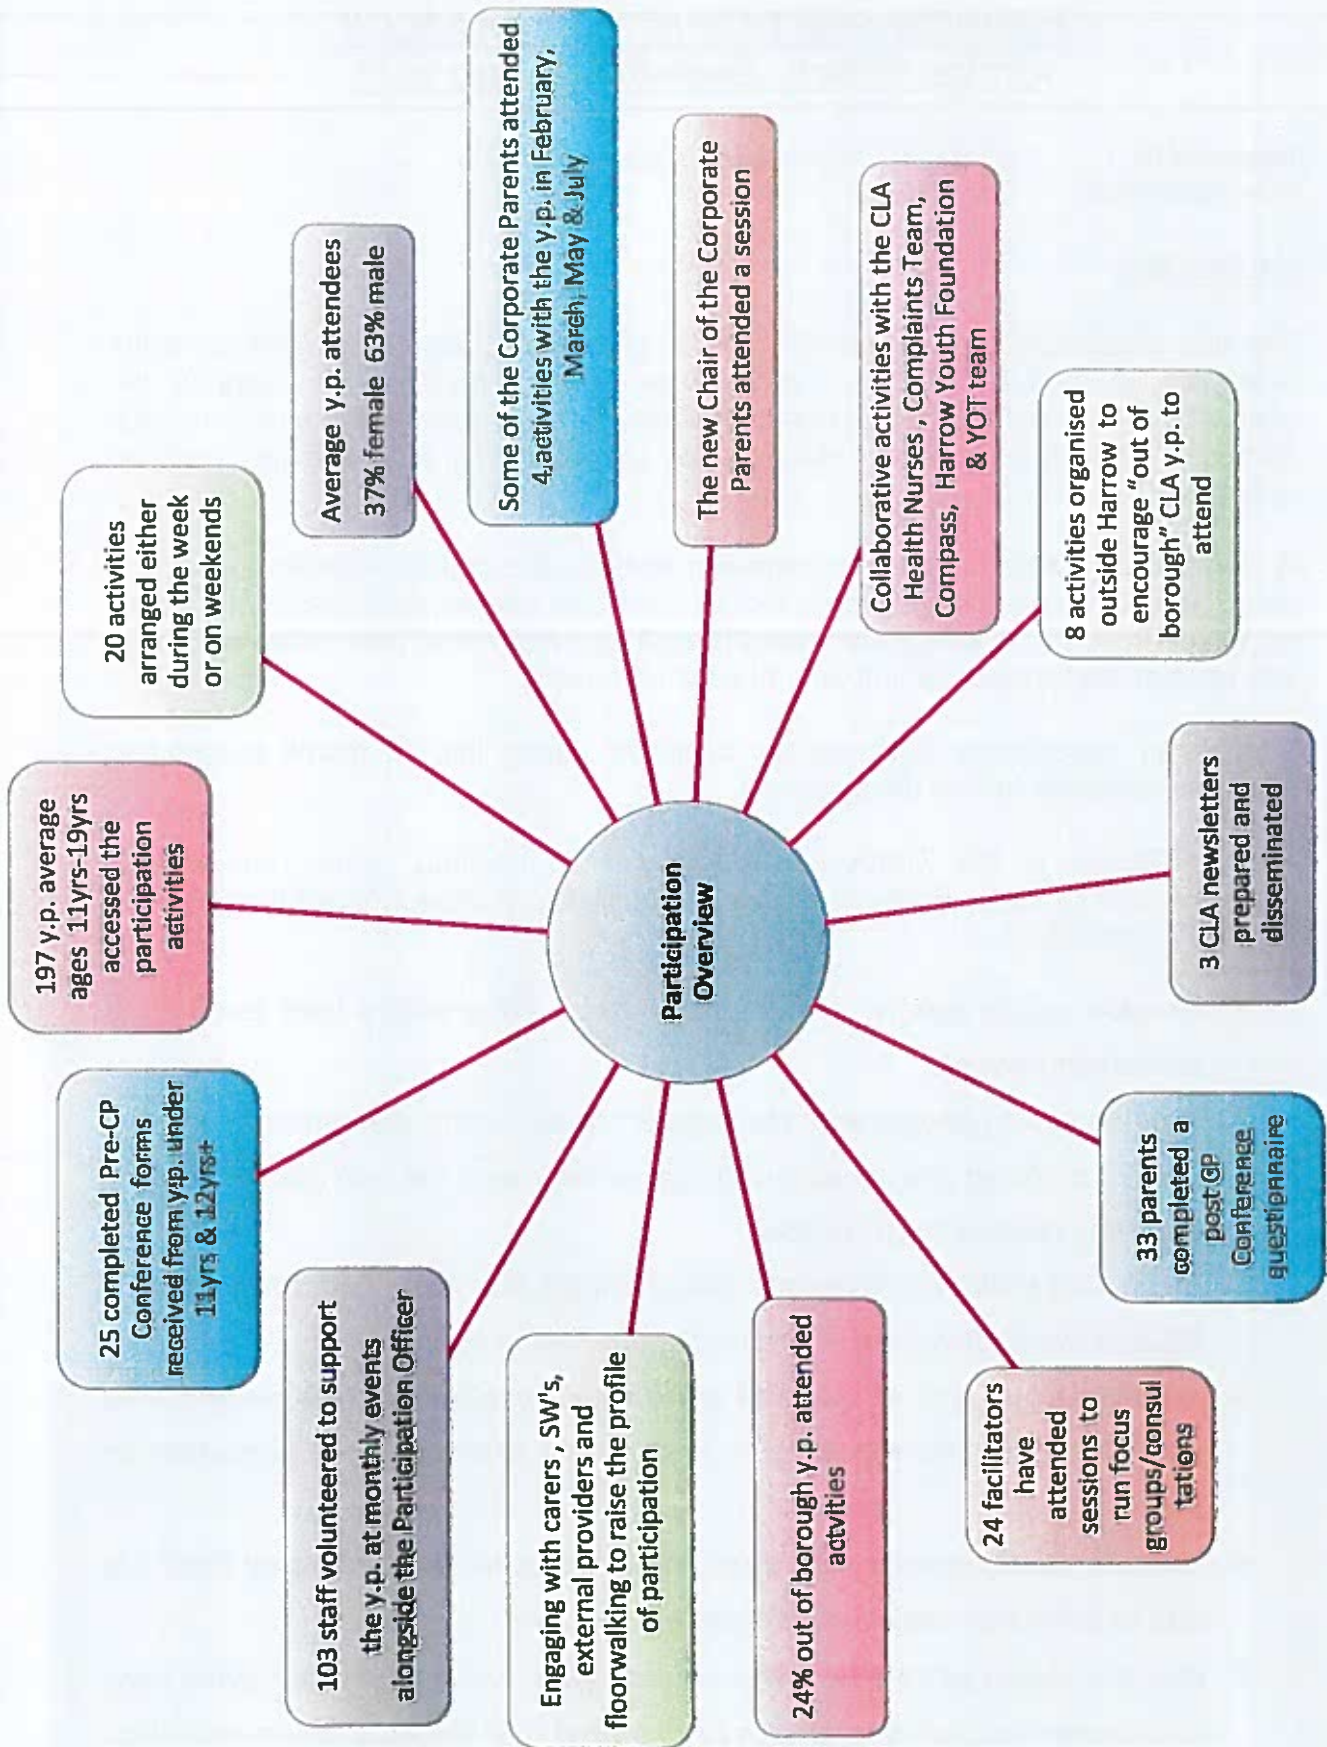 Participation
Overview
197 y.p. average
ages 11yrs-19yrs
accessed the
participation
activities
20 activities
arranged either
during the week
or on weekends
Average y.p. attendees
37% female 63% male
Some of the Corporate Parents attended
4,activities with the y.p. in February,
March, May & July
The new Chair of the Corporate
Parents attended a session
Collaborative activities with the CLA
Health Nurses , Complaints Team,
Compass, Harrow Youth Foundation
& YOT team
8 activities organised
outside Harrow to
encourage "out of
borough" CLA y.p. to
attend
3 CLA newsletters
prepared and
disseminated
33 parents
completed a
post CP
Conference
questionnaire
24 facilitators
have
attended
sessions to
run focus
groups/consul
tations
24% out of borough y.p. attended
actvities
Engaging with carers , SW's,
external providers and
floorwalking to raise the profile
of participation
103 staff volunteered to support
the y.p. at monthly events
alongside the Participation Officer
25 completed Pre-CP
Conference forms
received from y.p. under
11yrs & 12yrs+